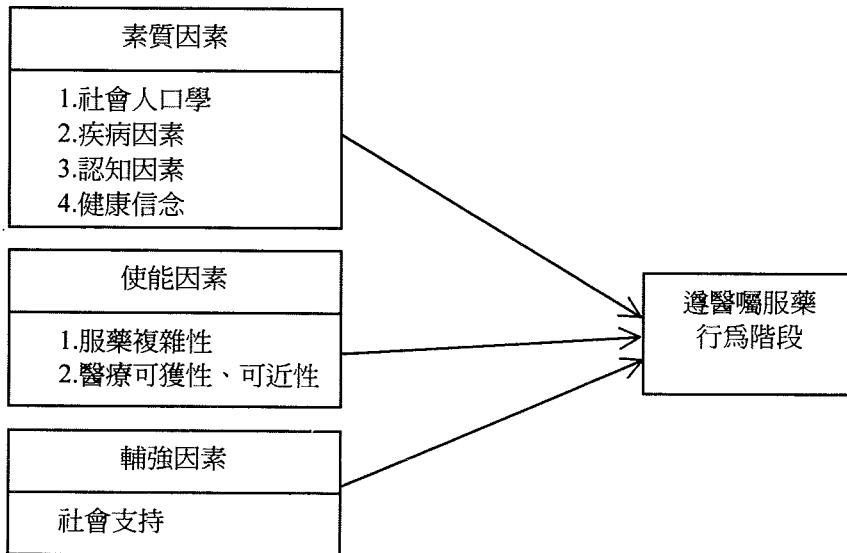 素質因素
1.社會人口學
2.疾病因素
3.認知因素
4.健康信念
使能因素
1.服藥複雜性
2.醫療可獲性、可近性
輔強因素
社會支持
遵醫囑服藥
行為階段